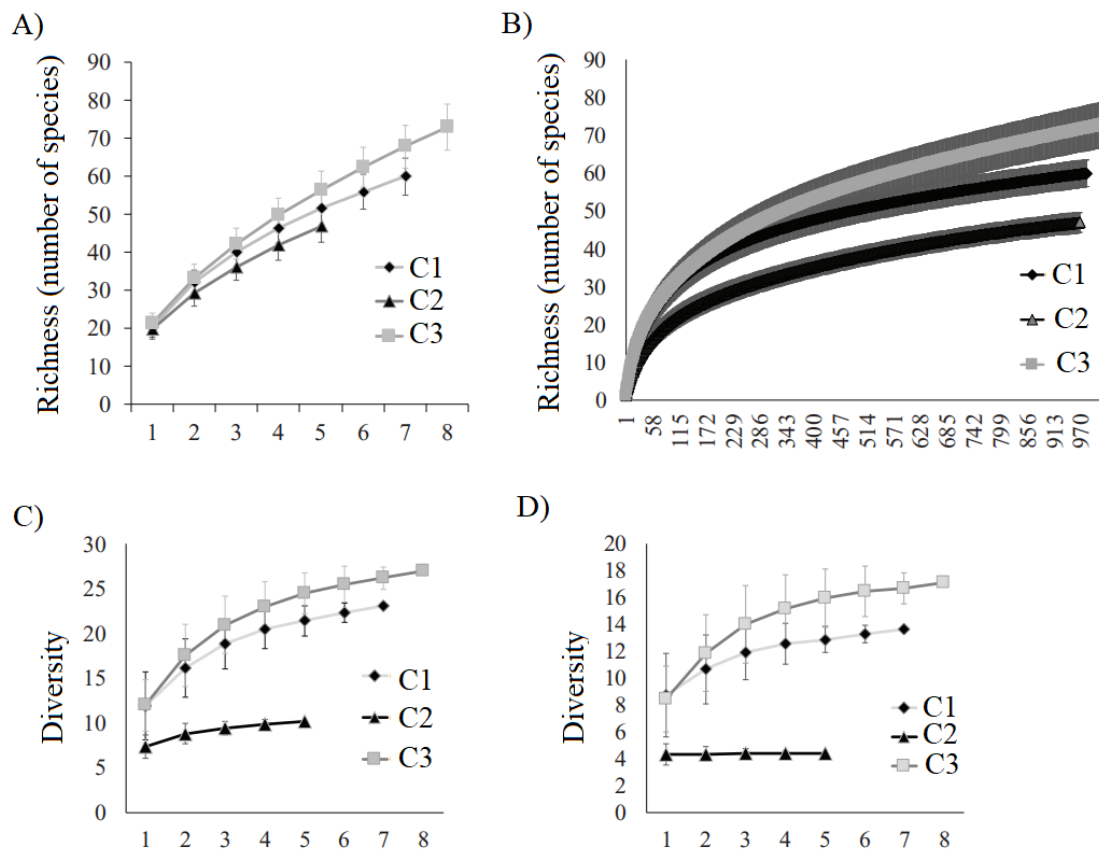 A)
Richness (number of species)
90
80
70
60
50
40
30
20
10
0
1 2 3 4 5 6 7 8
C1
C2
C3
B)
Richness (number of species)
90
80
70
60
50
40
30
20
10
0
1 58 115 172 229 286 343 400 457 514 571 628 685 742 799 856 913 970
C1
C2
C3
C)
Diversity
30
25
20
15
10
5
0
1 2 3 4 5 6 7 8
C1
C2
C3
D)
Diversity
20
18
16
14
12
10
8
6
4
2
0
1 2 3 4 5 6 7 8
C1
C2
C3